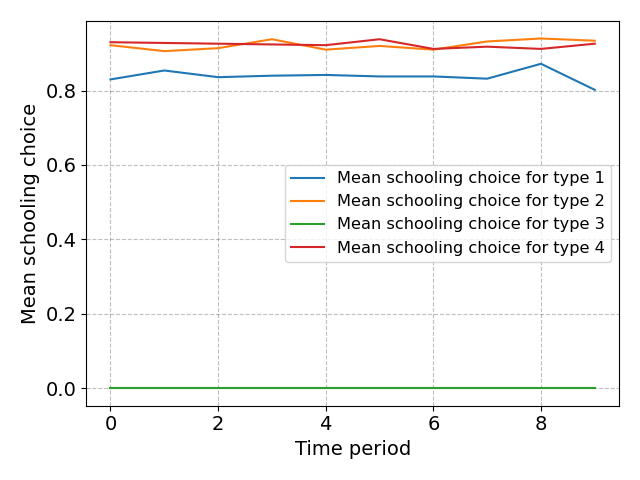 Mean schooling choice
0.8
0.6
0.4
0.2
0.0
Mean schooling choice for type 1
Mean schooling choice for type 2
Mean schooling choice for type 3
Mean schooling choice for type 4
0 2 4 6 8
Time period